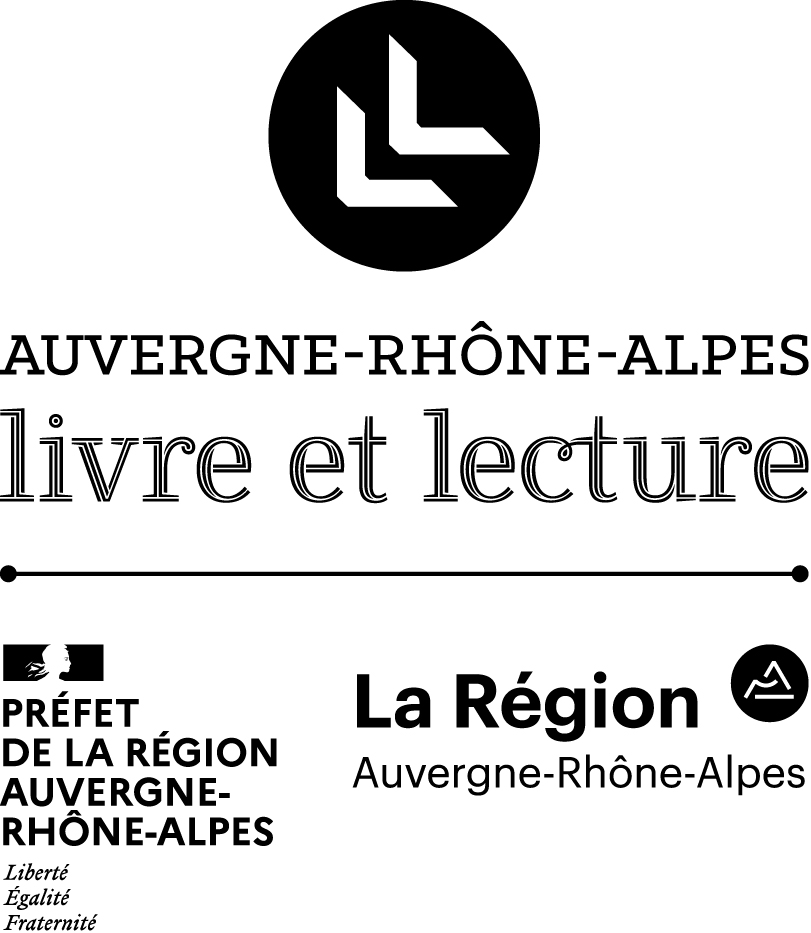 AUVERGNE-RHÔNE-ALPES
livre et lecture
PRÉFET
DE LA RÉGION
AUVERGNE-
RHÔNE-ALPES
Liberté
Égalité
Fraternité
La Région
Auvergne-Rhône-Alpes